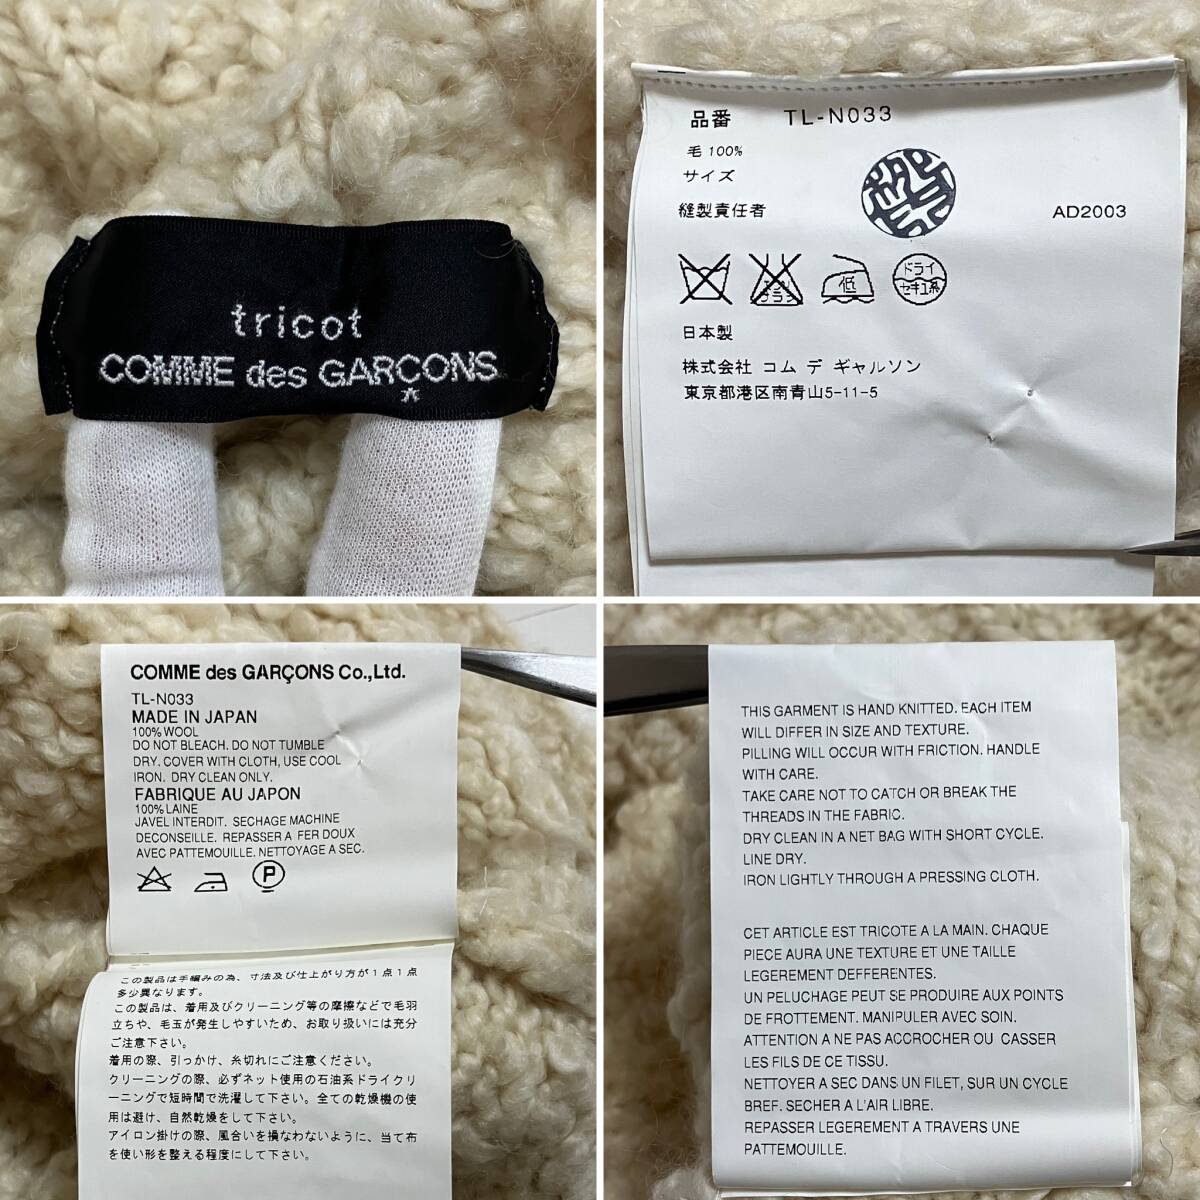 tricot
COMME des GARÇONS
品番 TL-N033
毛 100%
サイズ
縫製責任者
AD2003
エンソ
サラシ
低
ドライ
セキユ系
日本製
株式会社 コム デ ギャルソン
東京都港区南青山5-11-5
COMME des GARÇONS Co.,Ltd.
TL-N033
MADE IN JAPAN
100% WOOL
DO NOT BLEACH. DO NOT TUMBLE
DRY. COVER WITH CLOTH, USE COOL
IRON. DRY CLEAN ONLY.
FABRIQUE AU JAPON
100% LAINE
JAVEL INTERDIT. SECHAGE MACHINE
DECONSEILLE. REPASSER A FER DOUX
AVEC PATTEMOUILLE. NETTOYAGE A SEC.
P
この製品は手編みの為、寸法及び仕上がり方が1点1点
多少異なります。
この製品は、着用及びクリーニング等の摩擦などで毛羽
立ちや、毛玉が発生しやすいため、お取り扱いには充分
ご注意下さい。
着用の際、引っかけ、糸切れにご注意ください。
クリーニングの際、必ずネット使用の石油系ドライクリ
ーニングで短時間で洗濯して下さい。全ての乾燥機の使
用は避け、自然乾燥をして下さい。
アイロン掛けの際、風合いを損なわないように、当て布
を使い形を整える程度にして下さい。
THIS GARMENT IS HAND KNITTED. EACH ITEM
WILL DIFFER IN SIZE AND TEXTURE.
PILLING WILL OCCUR WITH FRICTION. HANDLE
WITH CARE.
TAKE CARE NOT TO CATCH OR BREAK THE
THREADS IN THE FABRIC.
DRY CLEAN IN A NET BAG WITH SHORT CYCLE.
LINE DRY.
IRON LIGHTLY THROUGH A PRESSING CLOTH.
CET ARTICLE EST TRICOTE A LA MAIN. CHAQUE
PIECE AURA UNE TEXTURE ET UNE TAILLE
LEGEREMENT DEFFERENTES.
UN PELUCHAGE PEUT SE PRODUIRE AUX POINTS
DE FROTTEMENT. MANIPULER AVEC SOIN.
ATTENTION A NE PAS ACCROCHER OU CASSER
LES FILS DE CE TISSU.
NETTOYER A SEC DANS UN FILET, SUR UN CYCLE
BREF. SECHER A L'AIR LIBRE.
REPASSER LEGEREMENT A TRAVERS UNE
PATTEMOUILLE.